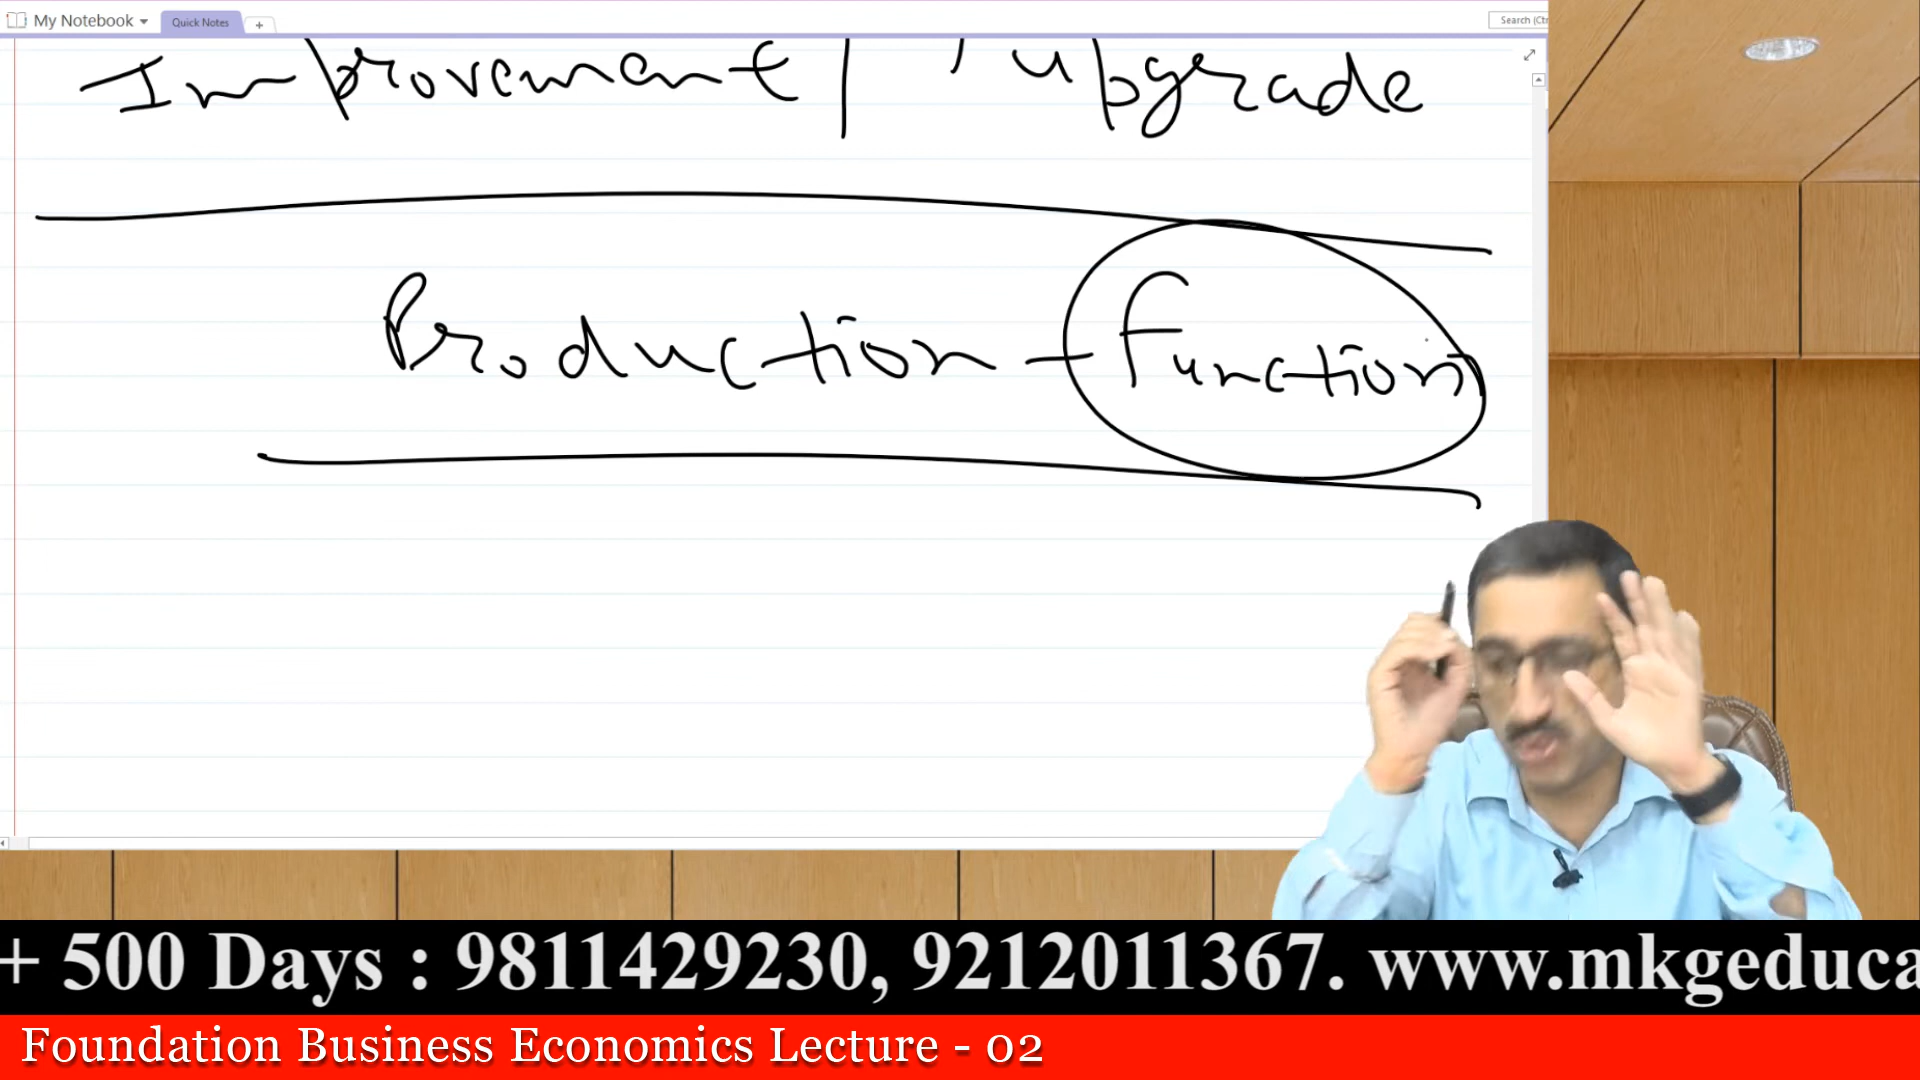 My Notebook
Quick Notes
+
Search (Ctr
Improvement / upgrade
Production - function
+ 500 Days : 9811429230, 9212011367. www.mkgeduca
Foundation Business Economics Lecture - 02